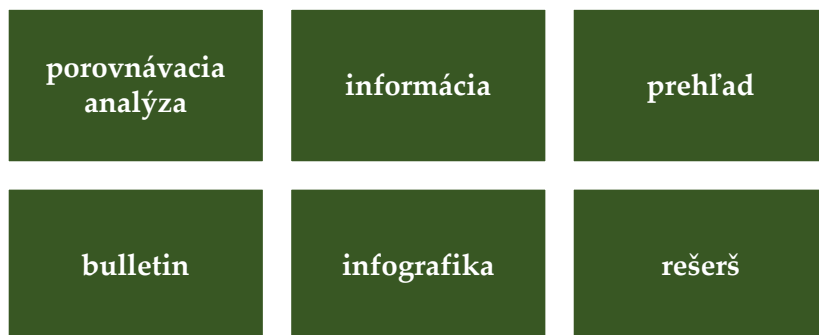 porovnávacia
analýza
informácia
prehľad
bulletin
infografika
rešerš